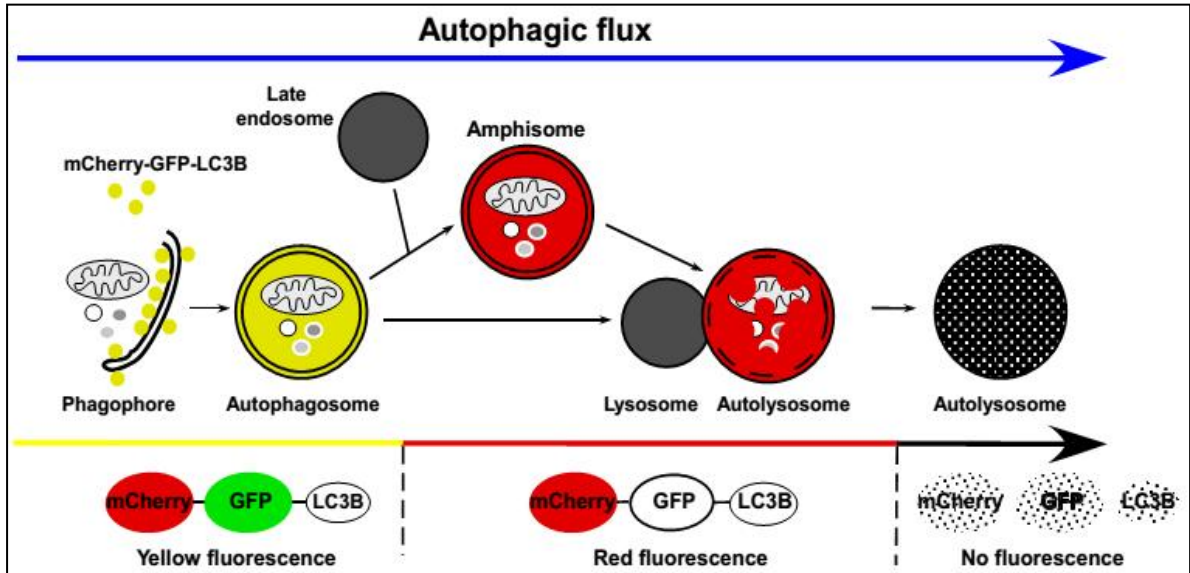 Autophagic flux
Late
endosome
Amphisome
mCherry-GFP-LC3B
Phagophore
Autophagosome
Lysosome
Autolysosome
Autolysosome
mCherry
GFP
LC3B
mCherry
GFP
LC3B
mCherry
GFP
LC3B
Yellow fluorescence
Red fluorescence
No fluorescence